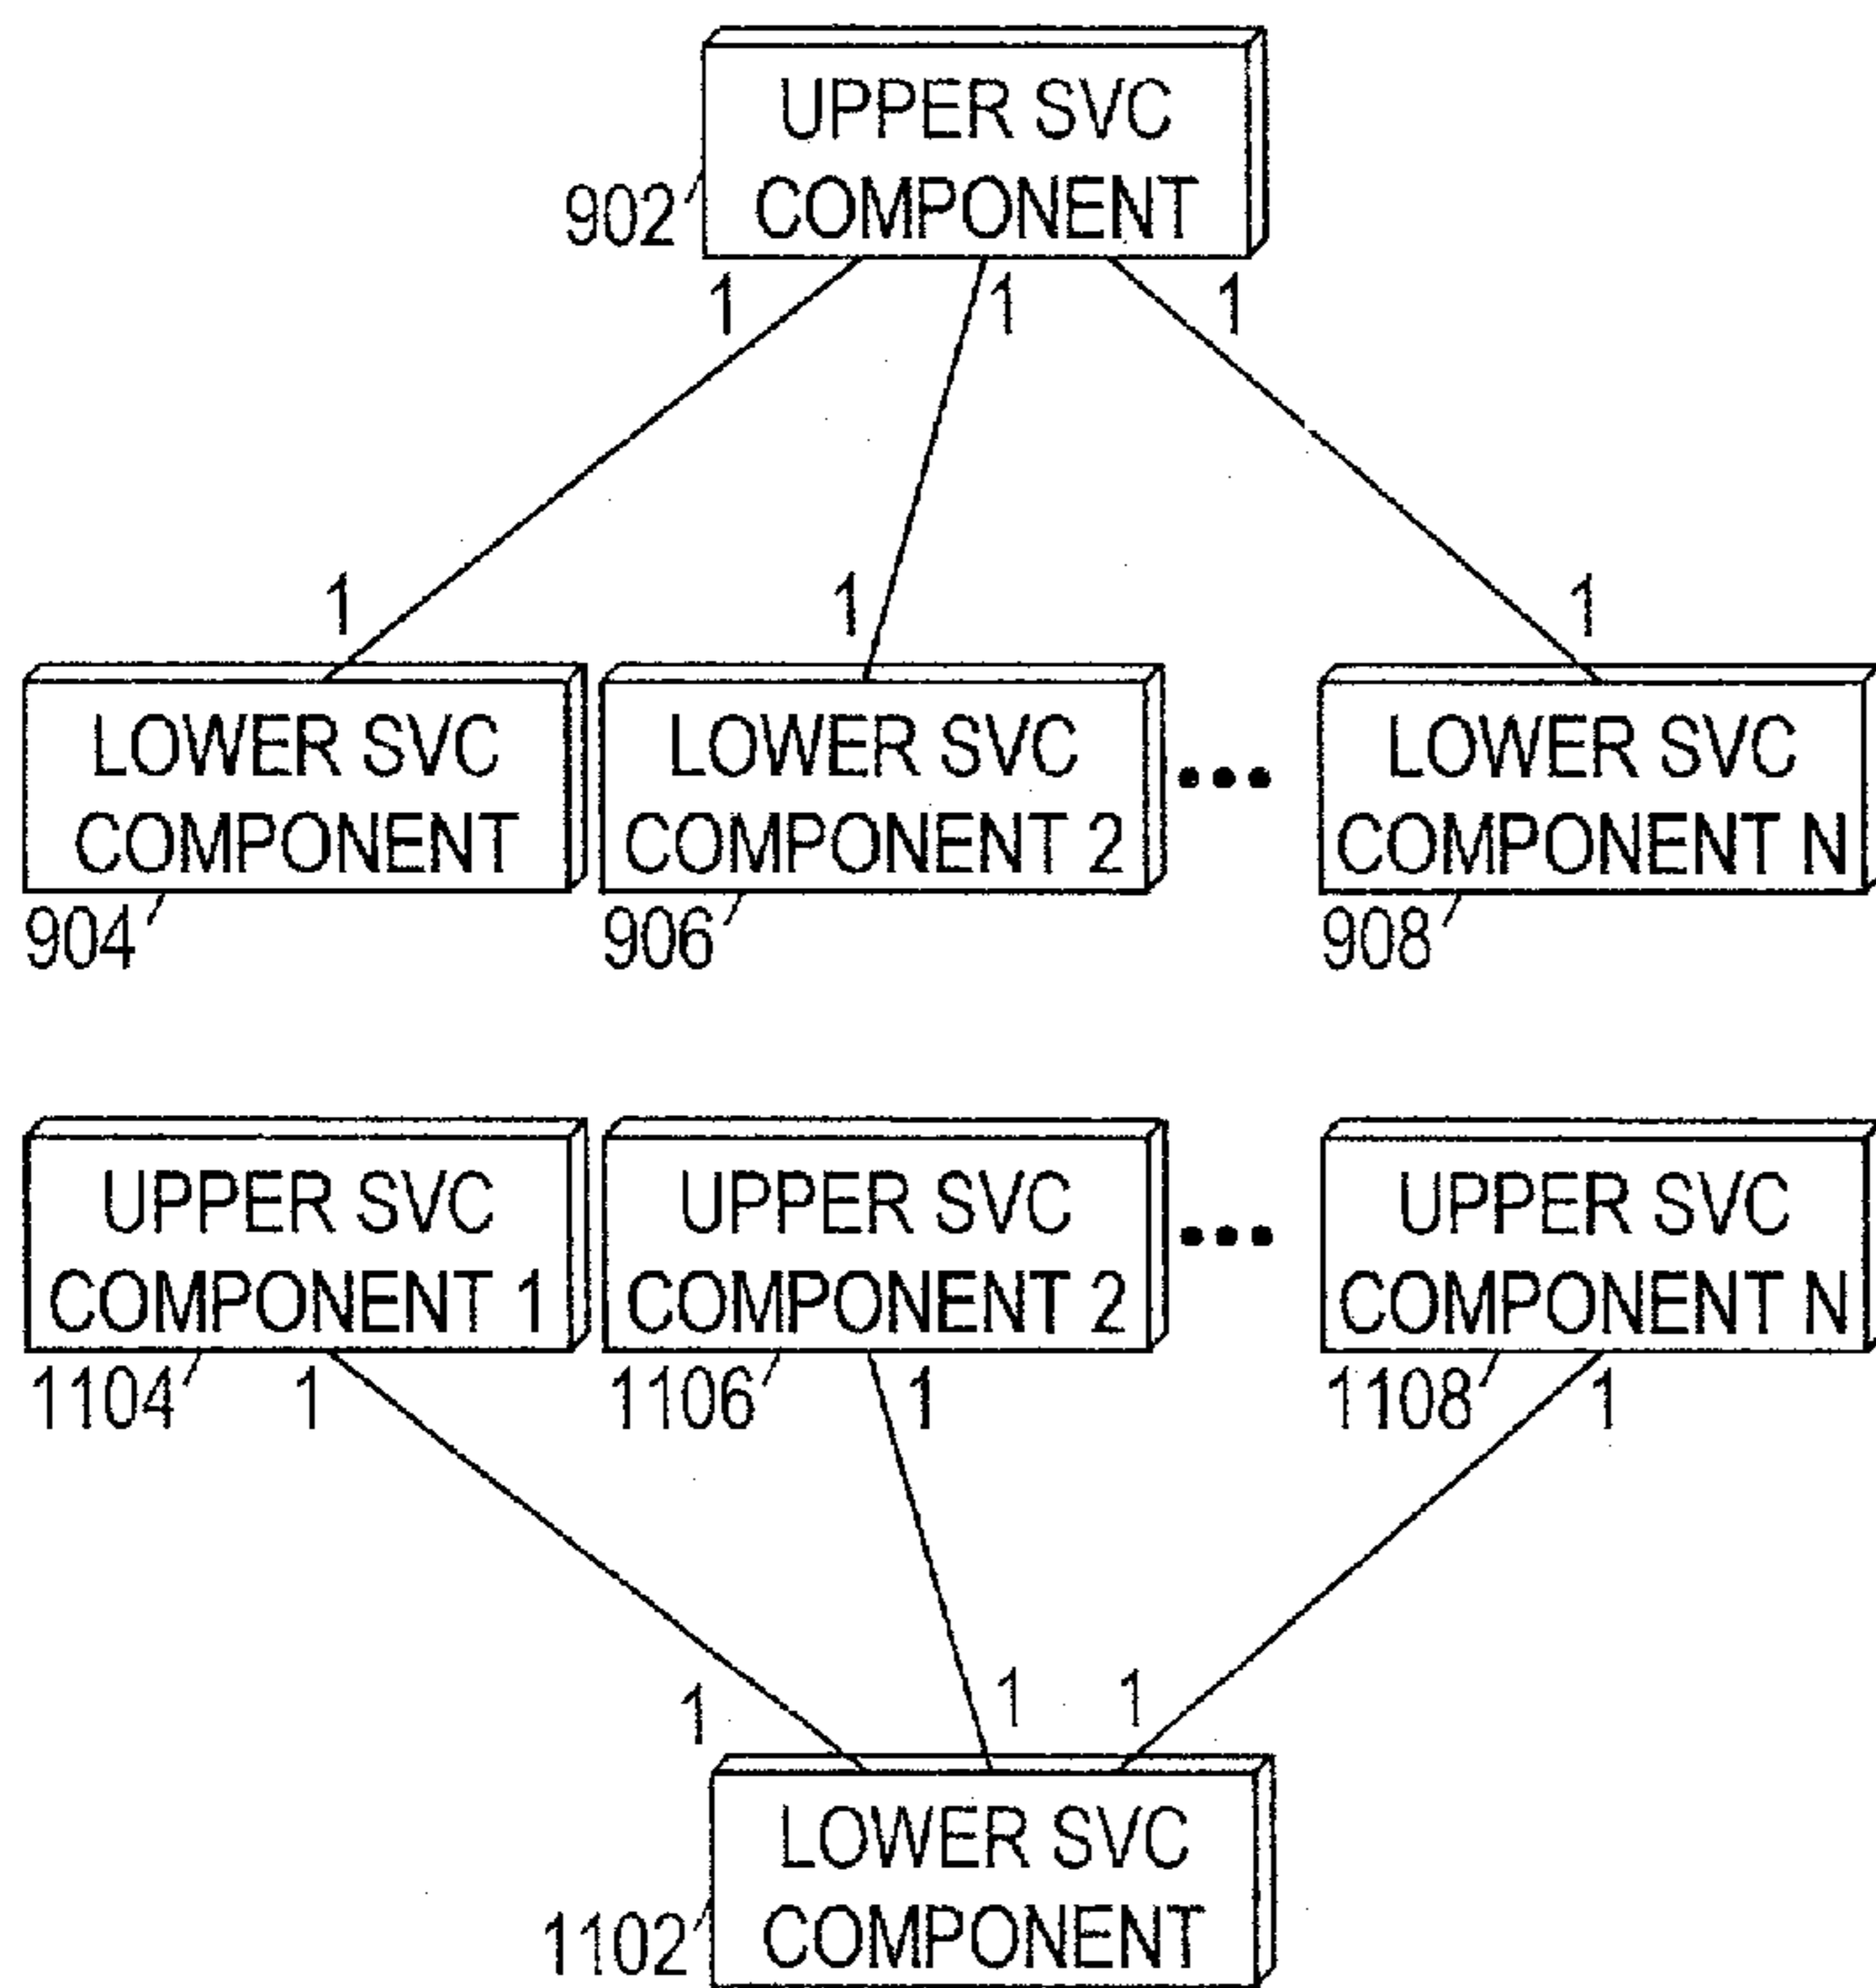 UPPER SVC
COMPONENT
902
1 1 1
1 1 1
LOWER SVC
COMPONENT
904
LOWER SVC
COMPONENT 2
906
LOWER SVC
COMPONENT N
908
UPPER SVC
COMPONENT 1
1104
UPPER SVC
COMPONENT 2
1106
UPPER SVC
COMPONENT N
1108
1 1 1
1 1 1
LOWER SVC
COMPONENT
1102